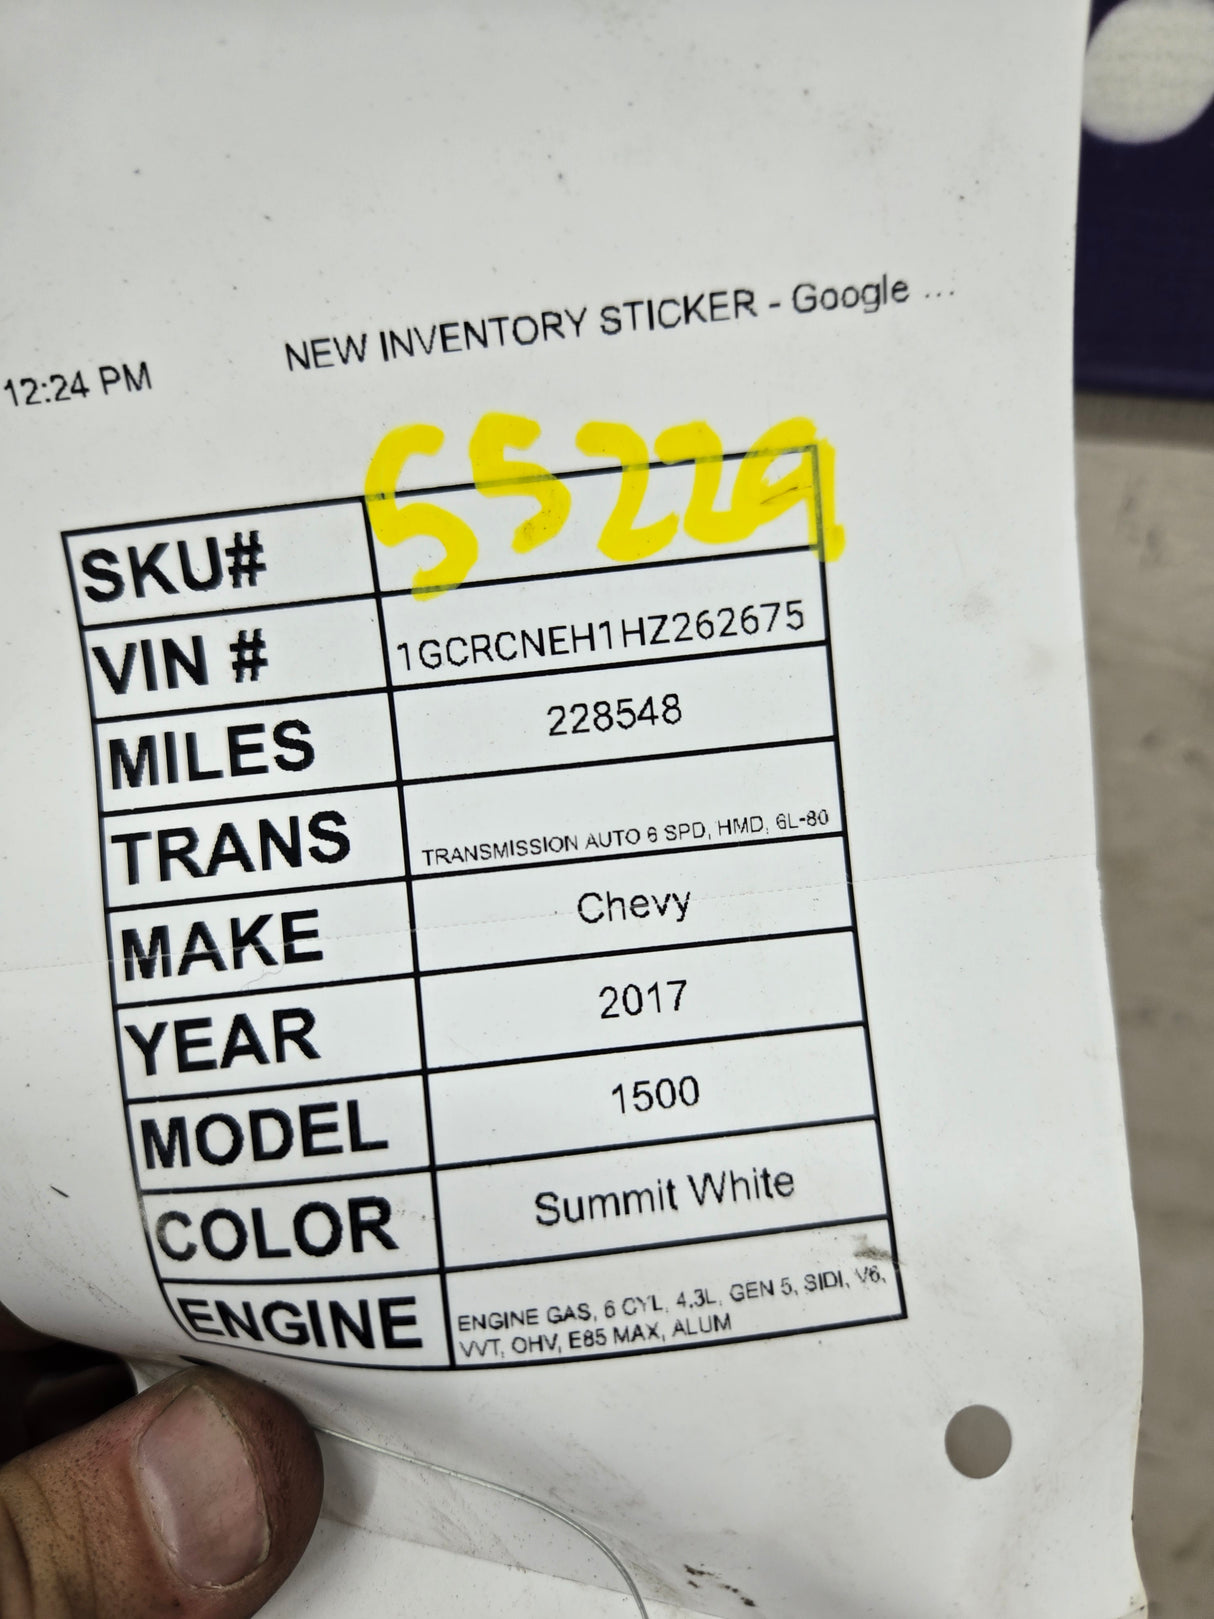 12:24 PM
NEW INVENTORY STICKER - Google ...
SKU# 55229
VIN # 1GCRCNEH1HZ262675
MILES 228548
TRANS TRANSMISSION AUTO 6 SPD, HMD, 6L-80
MAKE Chevy
YEAR 2017
MODEL 1500
COLOR Summit White
ENGINE ENGINE GAS, 6 CYL, 4.3L, GEN 5, SIDI, V6,
VVT, OHV, E85 MAX, ALUM